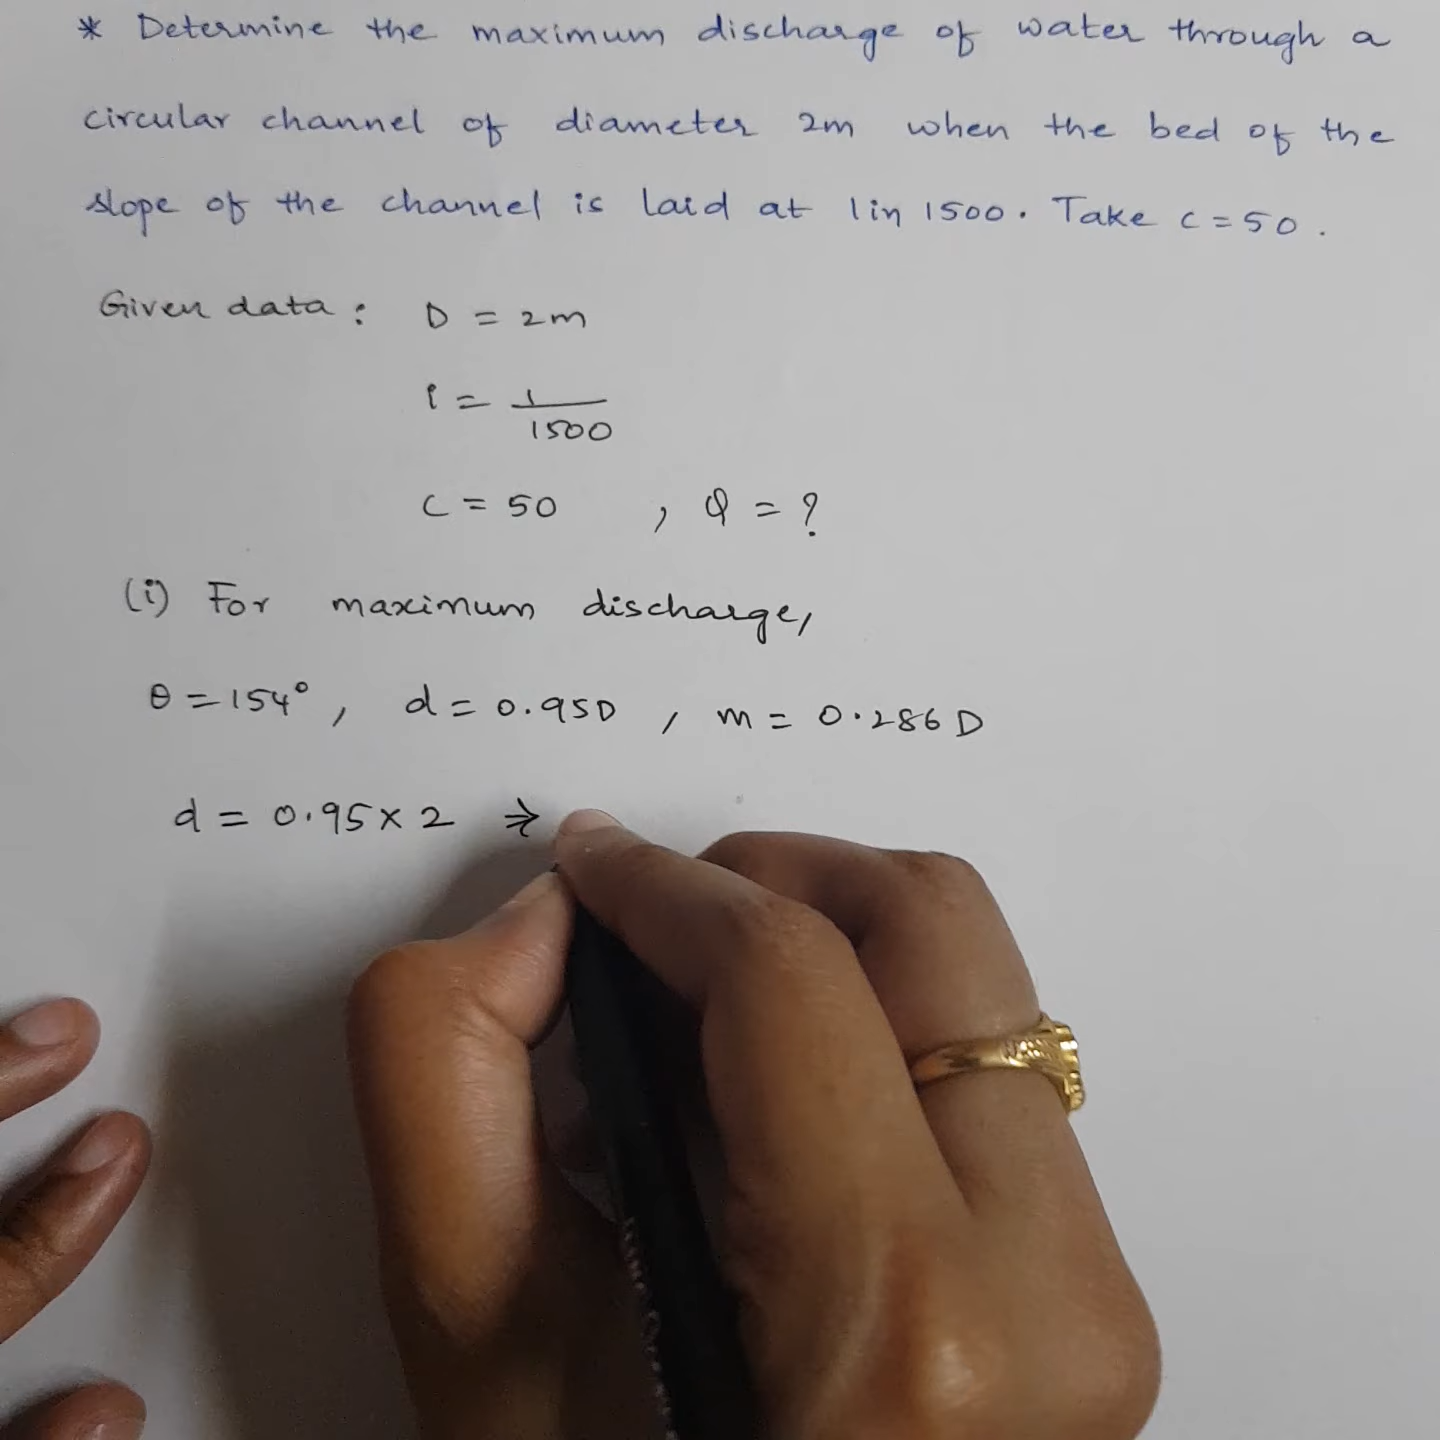 * Determine the maximum discharge of water through a
circular channel of diameter 2m when the bed of the
slope of the channel is laid at 1 in 1500. Take C = 50.
Given data : D = 2m
i = 1/1500
C = 50 , Q = ?
(i) For maximum discharge,
θ = 154° , d = 0.95D , m = 0.286 D
d = 0.95 × 2 ⇒